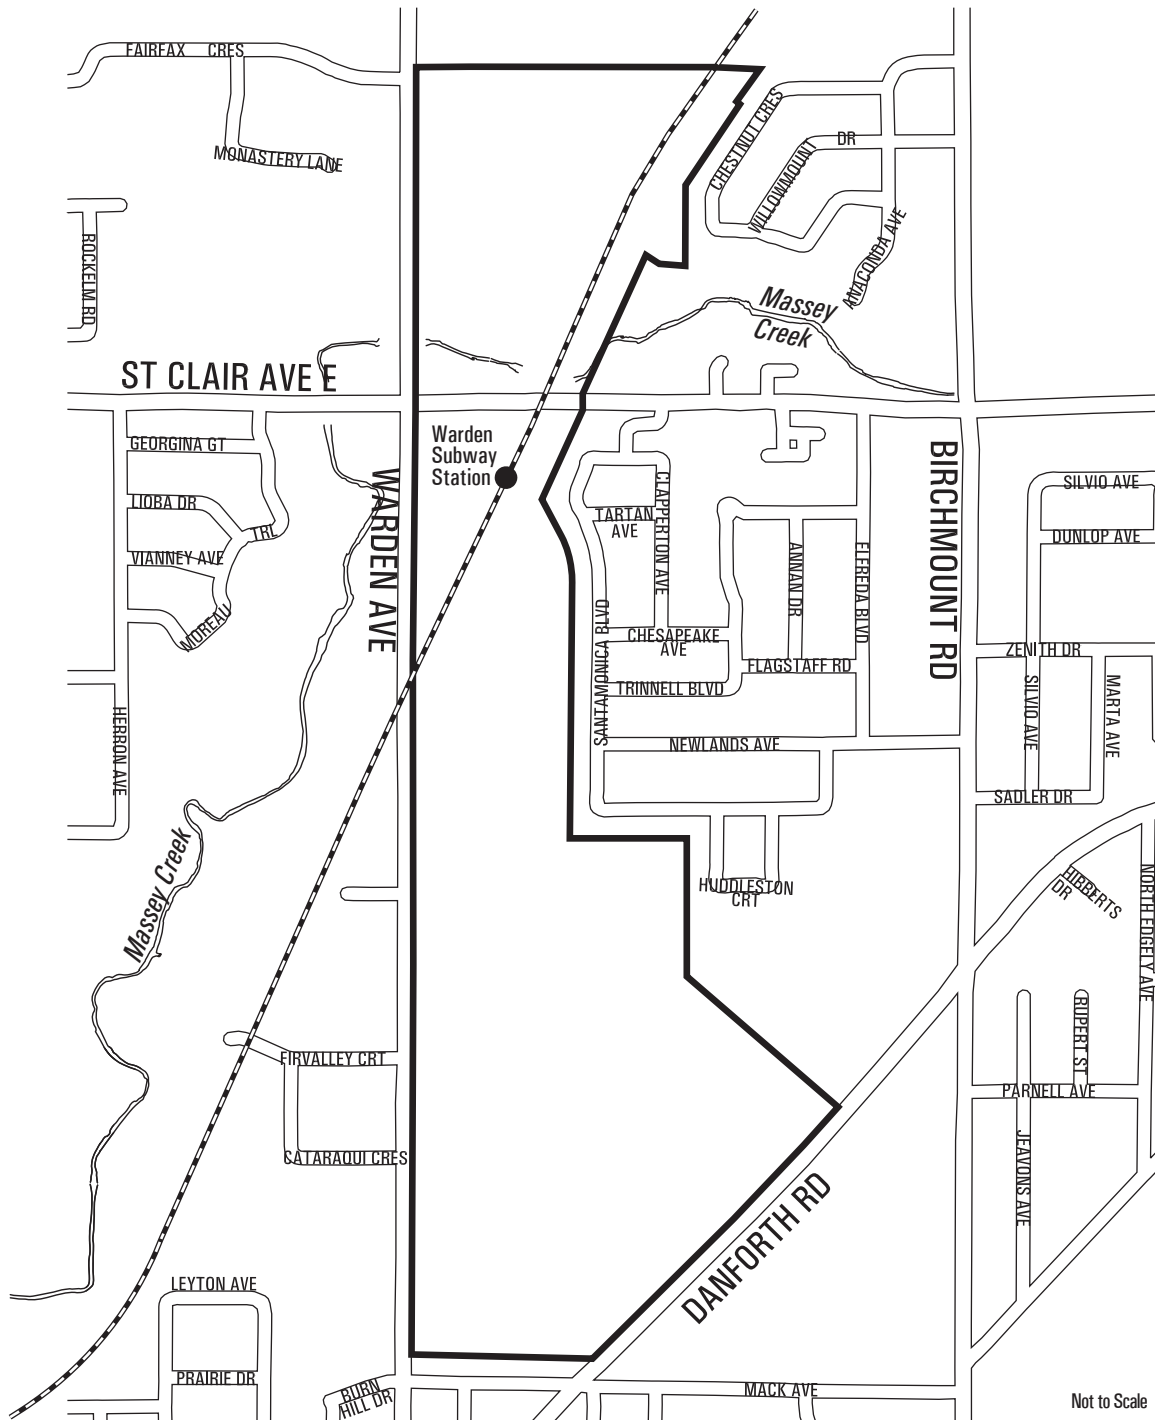 FAIRFAX CRES
MONASTERY LANE
CHESTNUT CRES
WILLOWMOUNT DR
ANACONDA AVE
ROCKELM RD
Massey
Creek
ST CLAIR AVE E
Warden
Subway
Station
GEORGINA GT
LIOBA DR
MOREAU TRL
VIANNEY AVE
WARDEN AVE
CLAPPERTON AVE
TARTAN
AVE
ANNAN DR
ELFREDA BLVD
BIRCHMOUNT RD
SILVIO AVE
DUNLOP AVE
SANTAMONICA BLVD
CHESAPEAKE
AVE
FLAGSTAFF RD
TRINNELL BLVD
ZENITH DR
SILVIO AVE
MARTA AVE
HERRON AVE
NEWLANDS AVE
SADLER DR
Massey Creek
HUDDLESTON
CRT
HIBBERTS
DR
NORTH EDGELY AVE
RUPERT ST
FIRVALLEY CRT
PARNELL AVE
CATARAQUI CRES
JEAVONS AVE
DANFORTH RD
LEYTON AVE
PRAIRIE DR
BURN
HILL DR
MACK AVE
Not to Scale